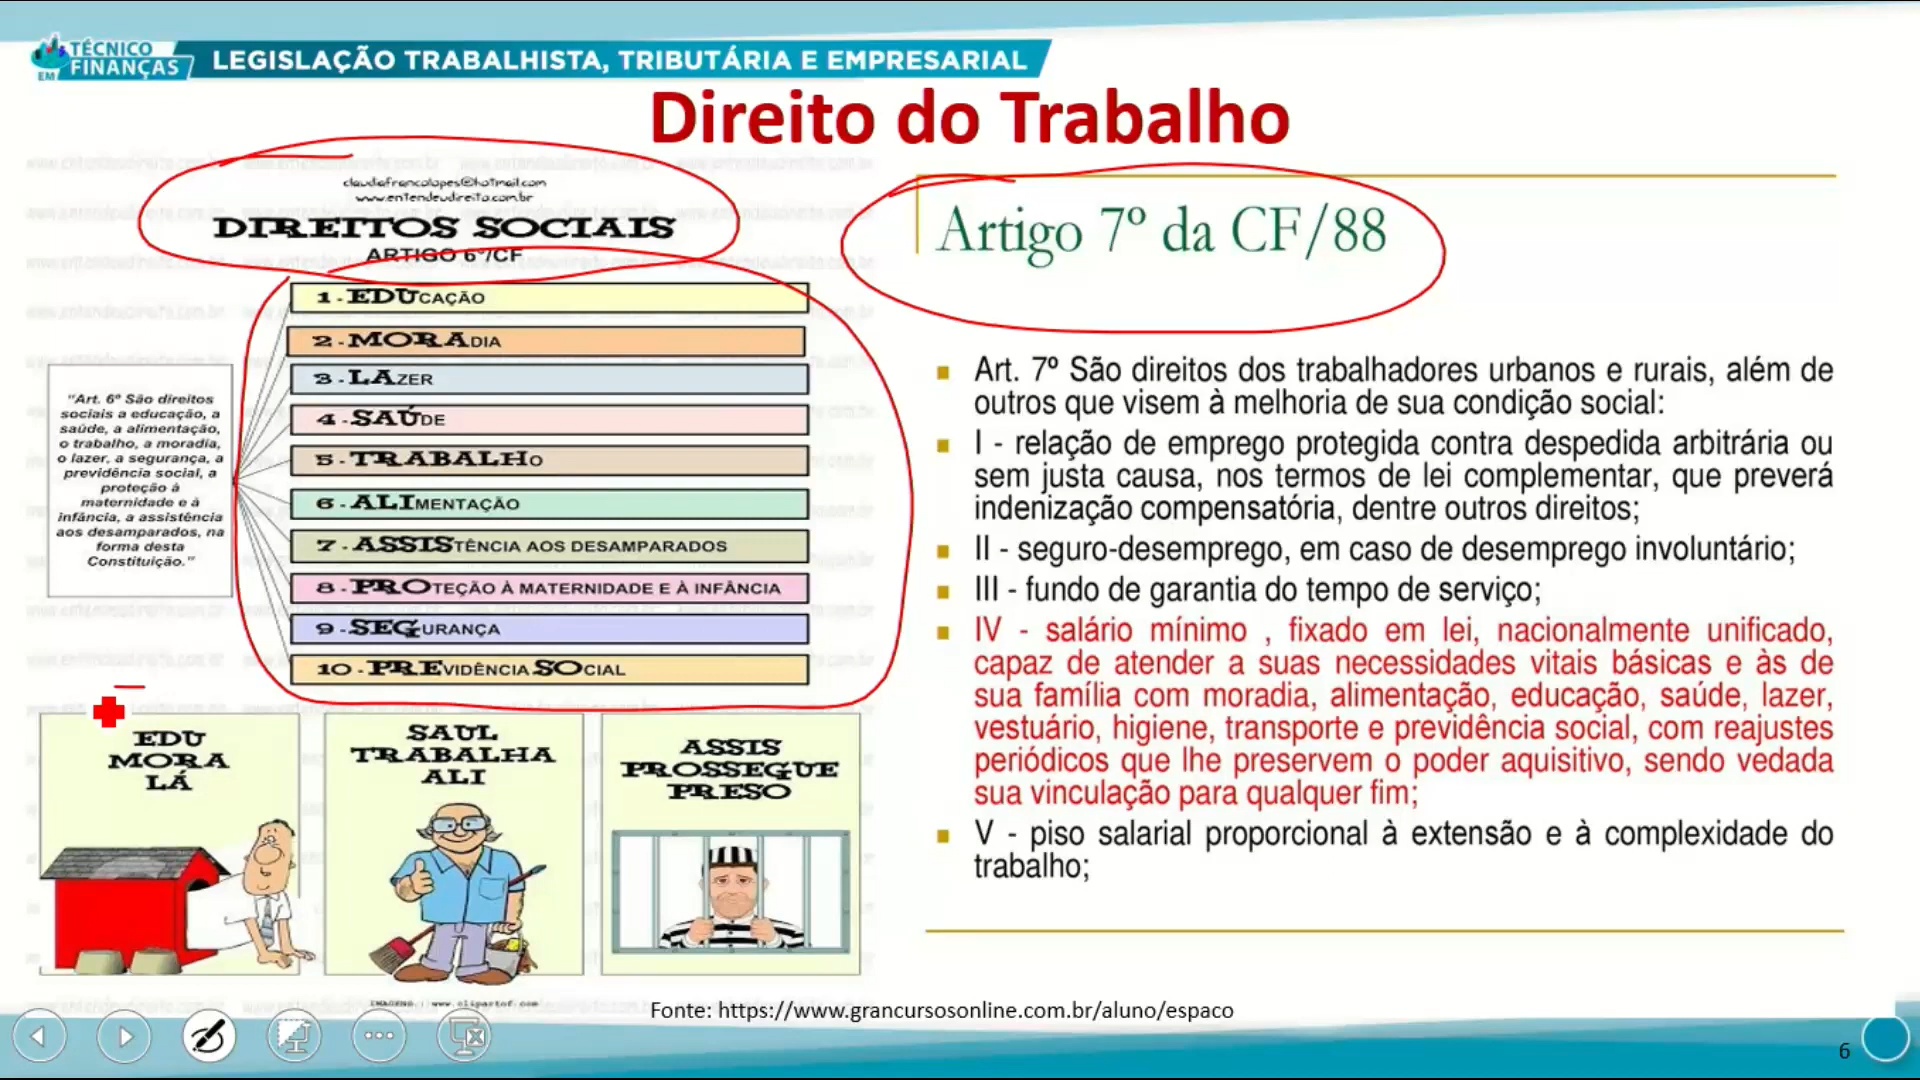 TÉCNICO
EM FINANÇAS
LEGISLAÇÃO TRABALHISTA, TRIBUTÁRIA E EMPRESARIAL
Direito do Trabalho
claudiafrancolopes@hotmail.com
www.entendeudireito.com.br
DIREITOS SOCIAIS
ARTIGO 6º/CF
1 - EDUCAÇÃO
2 - MORADIA
3 - LAZER
4 - SAÚDE
5 - TRABALHO
6 - ALIMENTAÇÃO
7 - ASSISTÊNCIA AOS DESAMPARADOS
8 - PROTEÇÃO À MATERNIDADE E À INFÂNCIA
9 - SEGURANÇA
10 - PREVIDÊNCIA SOCIAL
"Art. 6º São direitos
sociais a educação, a
saúde, a alimentação,
o trabalho, a moradia,
o lazer, a segurança, a
previdência social, a
proteção à
maternidade e à
infância, a assistência
aos desamparados, na
forma desta
Constituição."
EDU
MORA
LÁ
SAUL
TRABALHA
ALI
ASSIS
PROSSEGUE
PRESO
IMAGENS: www.clipartof.com
Artigo 7º da CF/88
Art. 7º São direitos dos trabalhadores urbanos e rurais, além de
outros que visem à melhoria de sua condição social:
I - relação de emprego protegida contra despedida arbitrária ou
sem justa causa, nos termos de lei complementar, que preverá
indenização compensatória, dentre outros direitos;
II - seguro-desemprego, em caso de desemprego involuntário;
III - fundo de garantia do tempo de serviço;
IV - salário mínimo , fixado em lei, nacionalmente unificado,
capaz de atender a suas necessidades vitais básicas e às de
sua família com moradia, alimentação, educação, saúde, lazer,
vestuário, higiene, transporte e previdência social, com reajustes
periódicos que lhe preservem o poder aquisitivo, sendo vedada
sua vinculação para qualquer fim;
V - piso salarial proporcional à extensão e à complexidade do
trabalho;
Fonte: https://www.grancursosonline.com.br/aluno/espaco
6